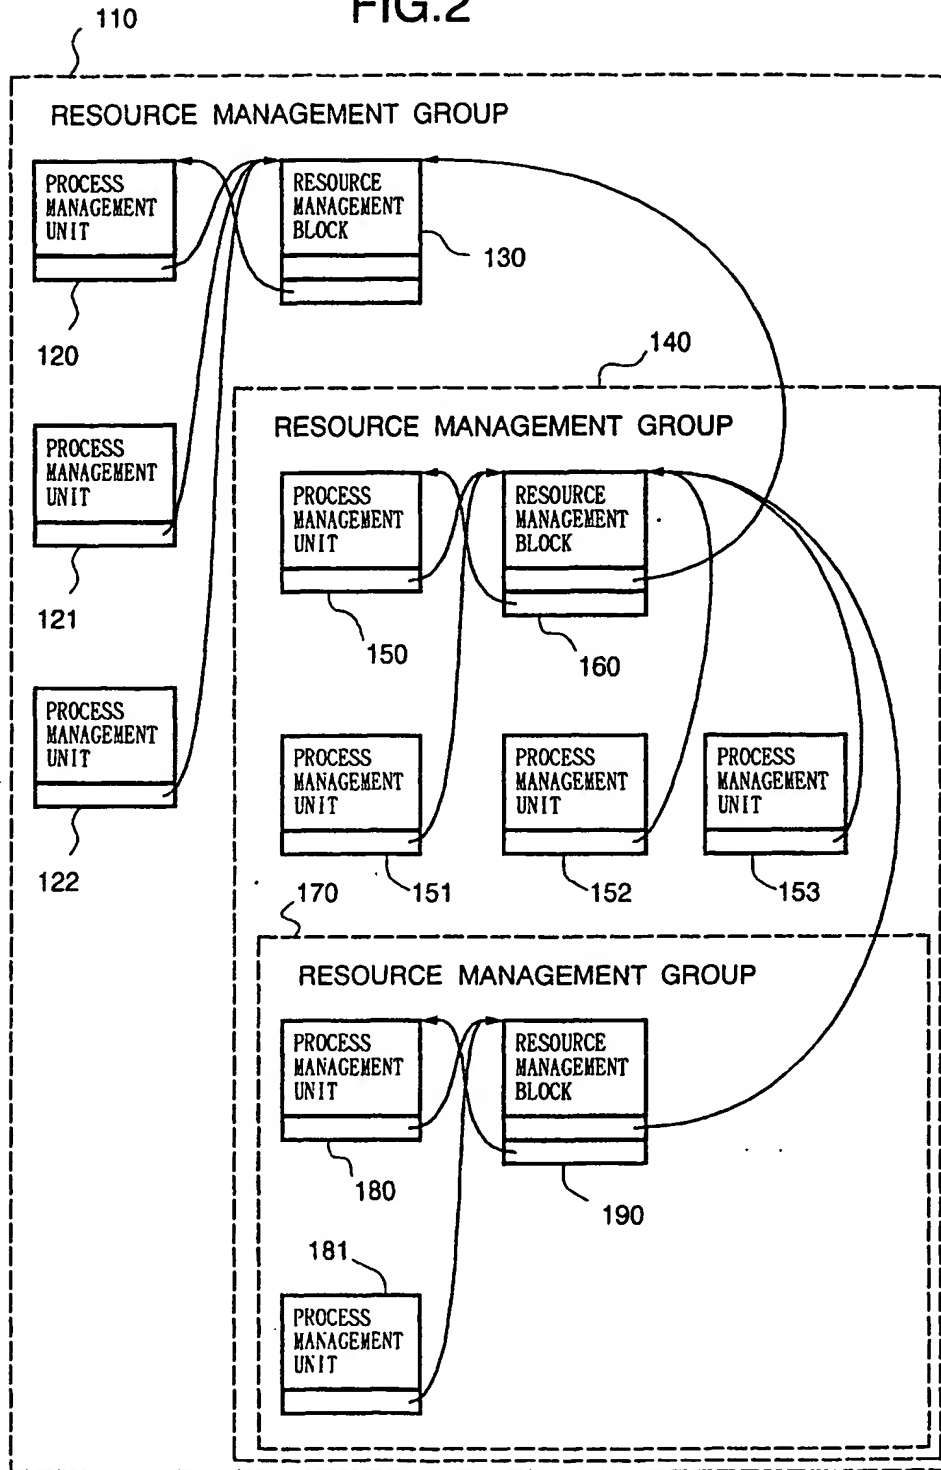 FIG.2
110
RESOURCE MANAGEMENT GROUP
PROCESS
MANAGEMENT
UNIT
RESOURCE
MANAGEMENT
BLOCK
130
120
140
RESOURCE MANAGEMENT GROUP
PROCESS
MANAGEMENT
UNIT
121
PROCESS
MANAGEMENT
UNIT
RESOURCE
MANAGEMENT
BLOCK
150
160
PROCESS
MANAGEMENT
UNIT
122
PROCESS
MANAGEMENT
UNIT
PROCESS
MANAGEMENT
UNIT
PROCESS
MANAGEMENT
UNIT
151
152
153
170
RESOURCE MANAGEMENT GROUP
PROCESS
MANAGEMENT
UNIT
RESOURCE
MANAGEMENT
BLOCK
180
190
181
PROCESS
MANAGEMENT
UNIT